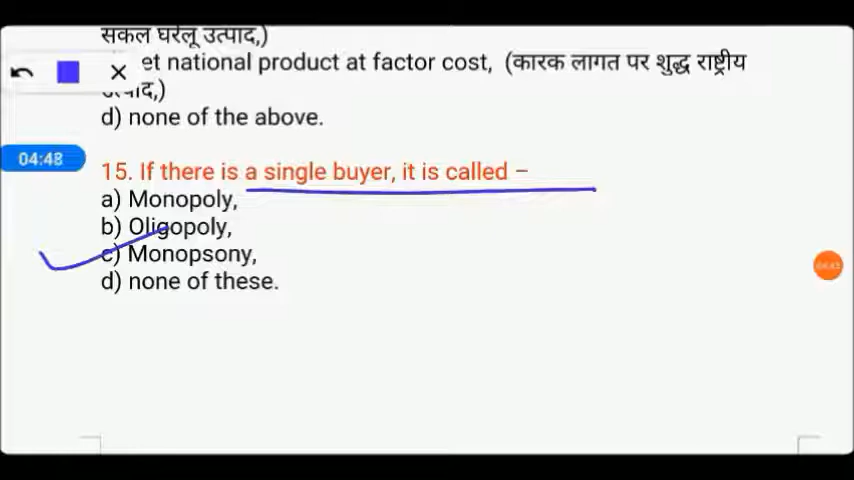 सकल घरेलू उत्पाद,)
et national product at factor cost, (कारक लागत पर शुद्ध राष्ट्रीय
d) none of the above.
04:48
15. If there is a single buyer, it is called –
a) Monopoly,
b) Oligopoly,
c) Monopsony,
d) none of these.